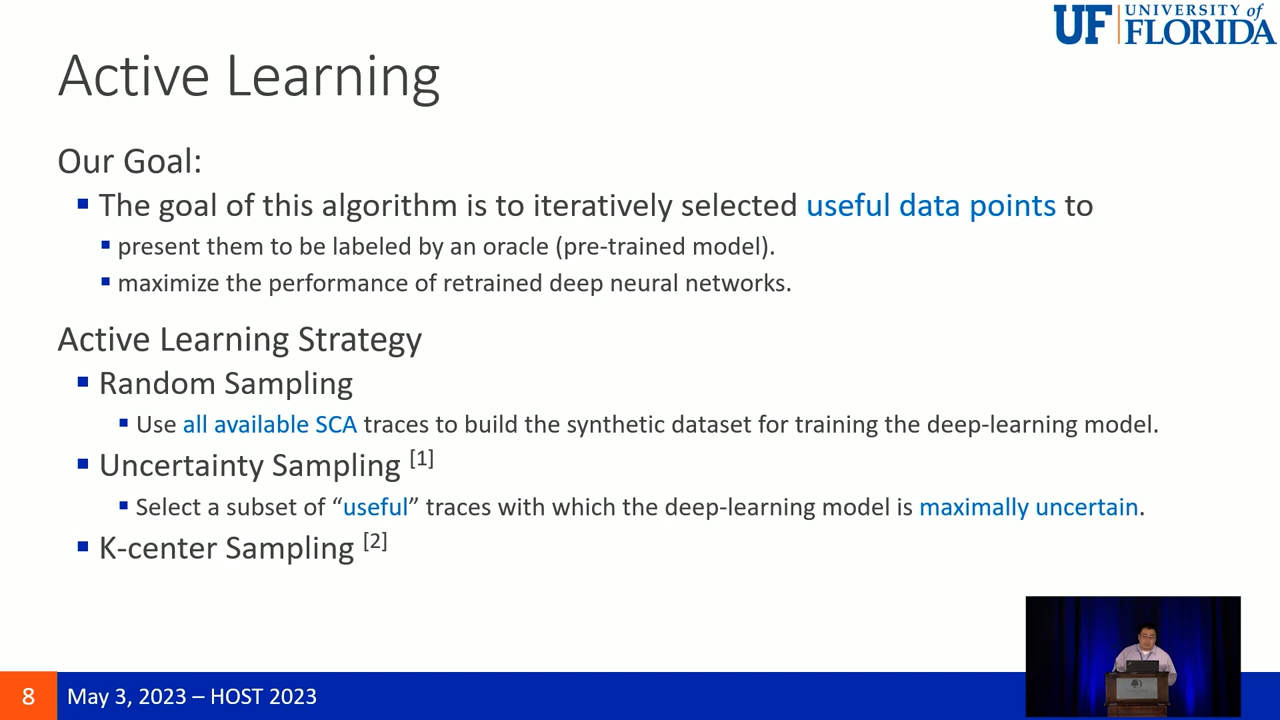 UF UNIVERSITY of
FLORIDA
Active Learning
Our Goal:
▪ The goal of this algorithm is to iteratively selected useful data points to
▪ present them to be labeled by an oracle (pre-trained model).
▪ maximize the performance of retrained deep neural networks.
Active Learning Strategy
▪ Random Sampling
▪ Use all available SCA traces to build the synthetic dataset for training the deep-learning model.
▪ Uncertainty Sampling [1]
▪ Select a subset of “useful” traces with which the deep-learning model is maximally uncertain.
▪ K-center Sampling [2]
8 May 3, 2023 – HOST 2023